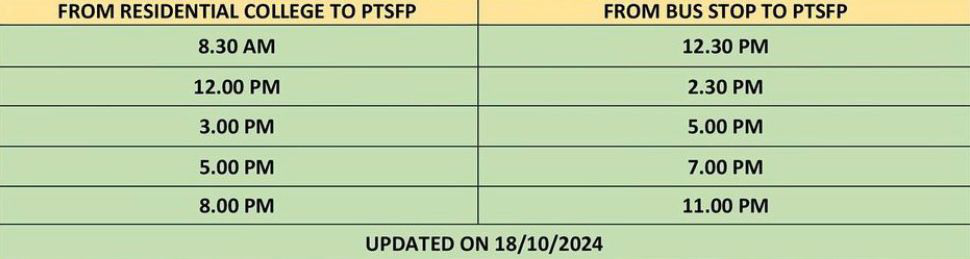 FROM RESIDENTIAL COLLEGE TO PTSFP FROM BUS STOP TO PTSFP
8.30 AM 12.30 PM
12.00 PM 2.30 PM
3.00 PM 5.00 PM
5.00 PM 7.00 PM
8.00 PM 11.00 PM
UPDATED ON 18/10/2024